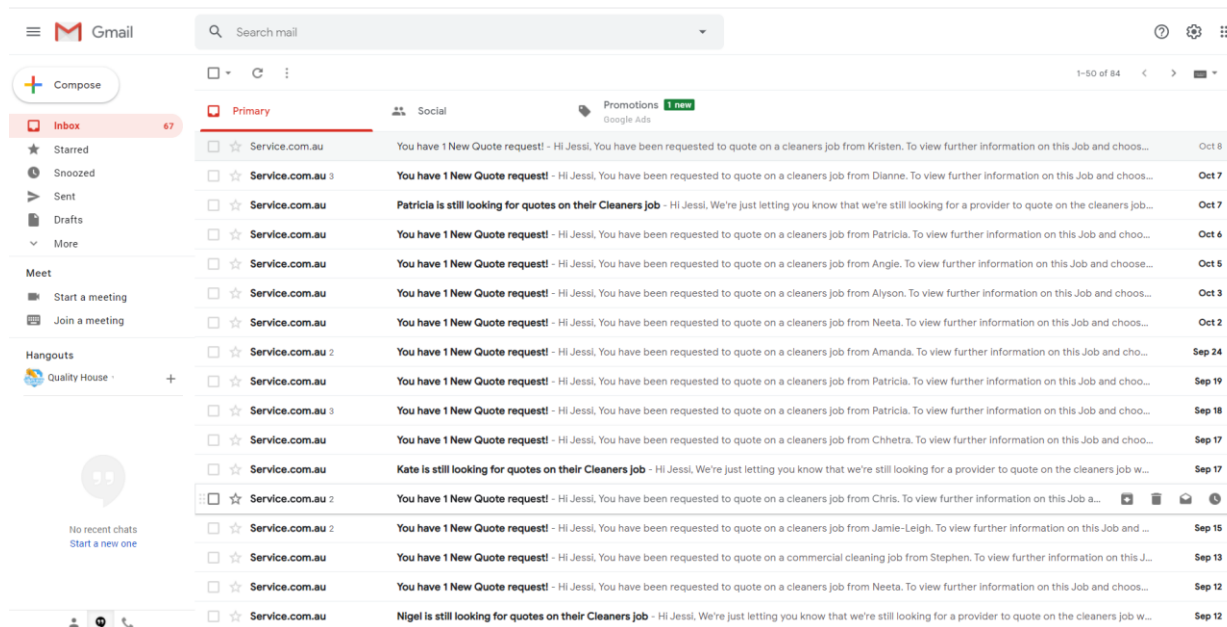 Gmail
Search mail
Compose
1–50 of 84
Inbox 67
Starred
Snoozed
Sent
Drafts
More
Meet
Start a meeting
Join a meeting
Hangouts
Quality House
No recent chats
Start a new one
Primary Social Promotions 1 new
Google Ads
Service.com.au You have 1 New Quote request! - Hi Jessi, You have been requested to quote on a cleaners job from Kristen. To view further information on this Job and choos... Oct 8
Service.com.au 3 You have 1 New Quote request! - Hi Jessi, You have been requested to quote on a cleaners job from Dianne. To view further information on this Job and choos... Oct 7
Service.com.au Patricia is still looking for quotes on their Cleaners job - Hi Jessi, We're just letting you know that we're still looking for a provider to quote on the cleaners job... Oct 7
Service.com.au You have 1 New Quote request! - Hi Jessi, You have been requested to quote on a cleaners job from Patricia. To view further information on this Job and choo... Oct 6
Service.com.au You have 1 New Quote request! - Hi Jessi, You have been requested to quote on a cleaners job from Angie. To view further information on this Job and choose... Oct 5
Service.com.au You have 1 New Quote request! - Hi Jessi, You have been requested to quote on a cleaners job from Alyson. To view further information on this Job and choos... Oct 3
Service.com.au You have 1 New Quote request! - Hi Jessi, You have been requested to quote on a cleaners job from Neeta. To view further information on this Job and choos... Oct 2
Service.com.au 2 You have 1 New Quote request! - Hi Jessi, You have been requested to quote on a cleaners job from Amanda. To view further information on this Job and cho... Sep 24
Service.com.au You have 1 New Quote request! - Hi Jessi, You have been requested to quote on a cleaners job from Patricia. To view further information on this Job and choo... Sep 19
Service.com.au 3 You have 1 New Quote request! - Hi Jessi, You have been requested to quote on a cleaners job from Patricia. To view further information on this Job and choo... Sep 18
Service.com.au You have 1 New Quote request! - Hi Jessi, You have been requested to quote on a cleaners job from Chhetra. To view further information on this Job and choo... Sep 17
Service.com.au Kate is still looking for quotes on their Cleaners job - Hi Jessi, We're just letting you know that we're still looking for a provider to quote on the cleaners job w... Sep 17
Service.com.au 2 You have 1 New Quote request! - Hi Jessi, You have been requested to quote on a cleaners job from Chris. To view further information on this Job a...
Service.com.au 2 You have 1 New Quote request! - Hi Jessi, You have been requested to quote on a cleaners job from Jamie-Leigh. To view further information on this Job and ... Sep 15
Service.com.au You have 1 New Quote request! - Hi Jessi, You have been requested to quote on a commercial cleaning job from Stephen. To view further information on this J... Sep 13
Service.com.au You have 1 New Quote request! - Hi Jessi, You have been requested to quote on a cleaners job from Neeta. To view further information on this Job and choos... Sep 12
Service.com.au Nigel is still looking for quotes on their Cleaners job - Hi Jessi, We're just letting you know that we're still looking for a provider to quote on the cleaners job w... Sep 12